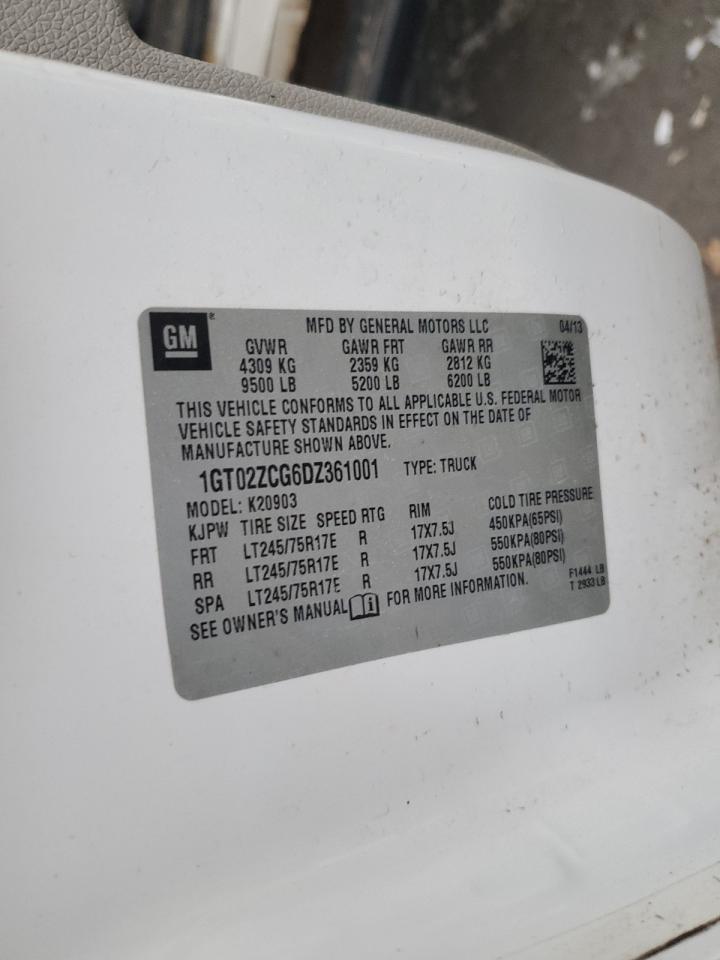 GM ®
MFD BY GENERAL MOTORS LLC 04/13
GVWR GAWR FRT GAWR RR
4309 KG 2359 KG 2812 KG
9500 LB 5200 LB 6200 LB
THIS VEHICLE CONFORMS TO ALL APPLICABLE U.S. FEDERAL MOTOR
VEHICLE SAFETY STANDARDS IN EFFECT ON THE DATE OF
MANUFACTURE SHOWN ABOVE.
1GT02ZCG6DZ361001 TYPE: TRUCK
MODEL: K20903
KJPW TIRE SIZE SPEED RTG RIM COLD TIRE PRESSURE
FRT LT245/75R17E R 17X7.5J 450KPA(65PSI)
RR LT245/75R17E R 17X7.5J 550KPA(80PSI)
SPA LT245/75R17E R 17X7.5J 550KPA(80PSI)
SEE OWNER'S MANUAL i FOR MORE INFORMATION.
F1444 LB
T 2933 LB